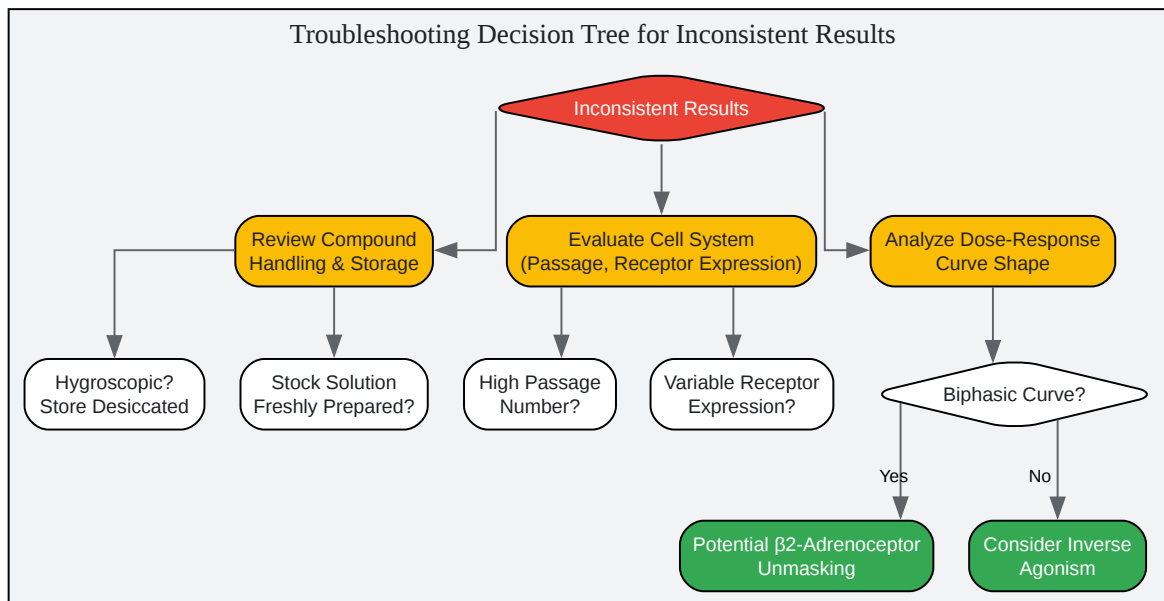 Troubleshooting Decision Tree for Inconsistent Results
Inconsistent Results
Review Compound
Handling & Storage
Evaluate Cell System
(Passage, Receptor Expression)
Analyze Dose-Response
Curve Shape
Hygroscopic?
Store Desiccated
Stock Solution
Freshly Prepared?
High Passage
Number?
Variable Receptor
Expression?
Biphasic Curve?
Yes
No
Potential β2-Adrenoceptor
Unmasking
Consider Inverse
Agonism